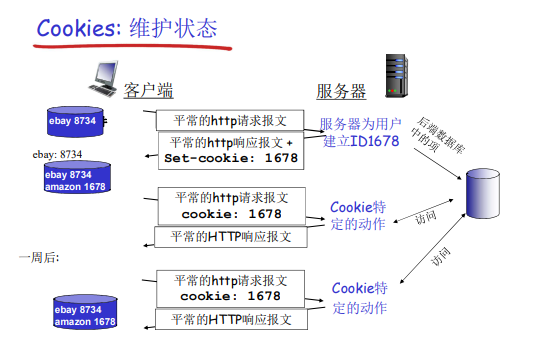 Cookies: 维护状态
客户端
服务器
ebay 8734
平常的http请求报文
服务器为用户
建立ID1678
后端数据库
中的项
平常的http响应报文 +
Set-cookie: 1678
ebay: 8734
ebay 8734
amazon 1678
平常的http请求报文
cookie: 1678
Cookie特
定的动作
访问
平常的HTTP响应报文
访问
一周后:
平常的http请求报文
cookie: 1678
Cookie特
定的动作
ebay 8734
amazon 1678
平常的HTTP响应报文